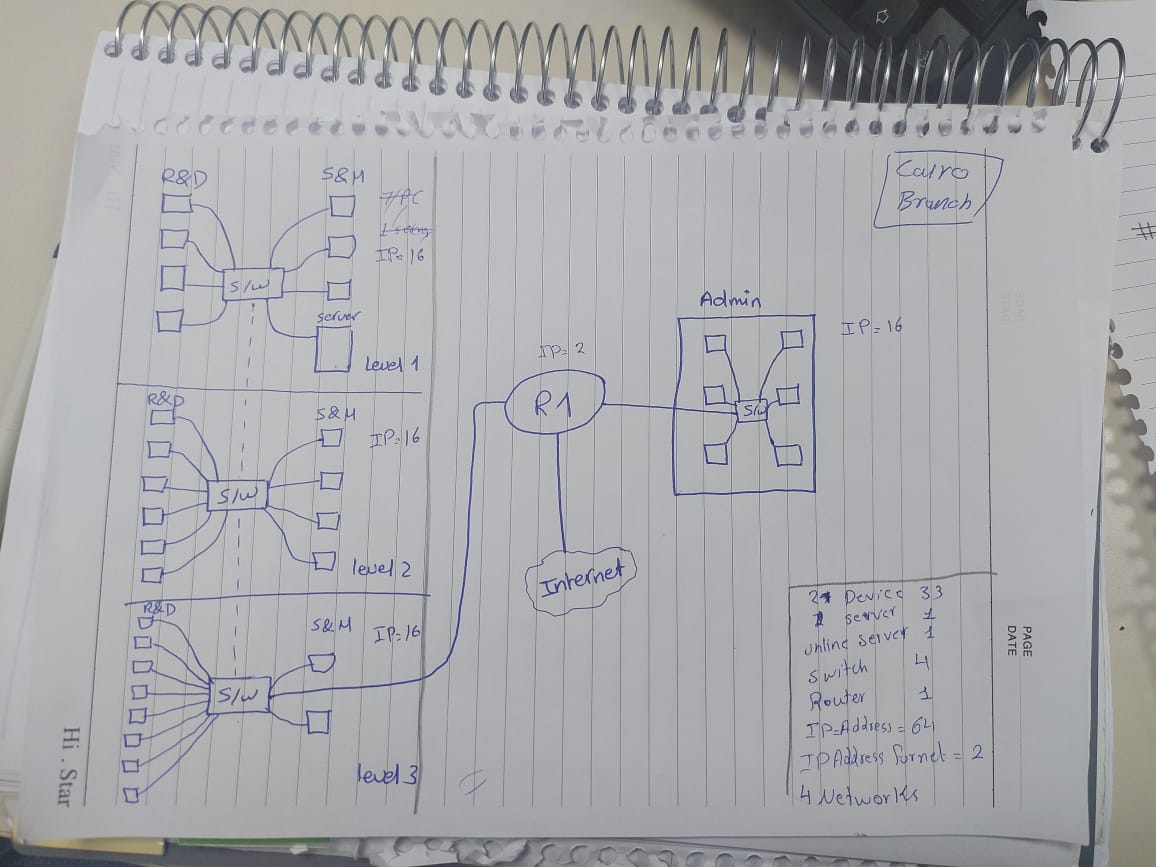 Cairo
Branch
R&D
S&M
IP=16
S/W
server
Level 1
R&D
S&M
IP=16
S/W
level 2
R&D
S&M
IP=16
S/W
level 3
IP=2
R1
Internet
Admin
IP=16
S/W
Device 33
server 1
online server 1
switch 4
Router 1
IP-Address = 64
IP Address for net = 2
4 Networks
PAGE
DATE
Hi . Star
#